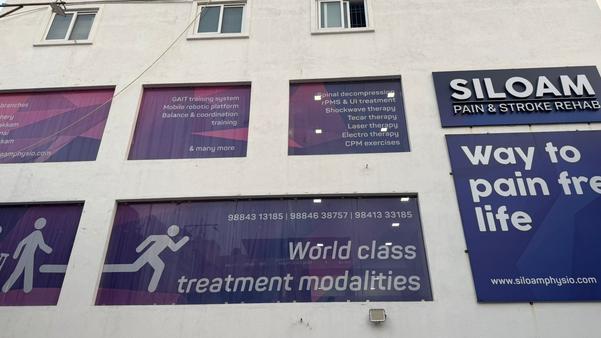 branches
GAIT training system
Mobile robotic platform
Balance & coordination
training
& many more
Spinal decompression
rPMS & UI treatment
Shockwave therapy
Tecar therapy
Laser therapy
Electro therapy
CPM exercises
SILOAM
PAIN & STROKE REHAB
Way to
pain fre
life
www.siloamphysio.com
98843 13185 | 98846 38757 | 98413 33185
World class
treatment modalities